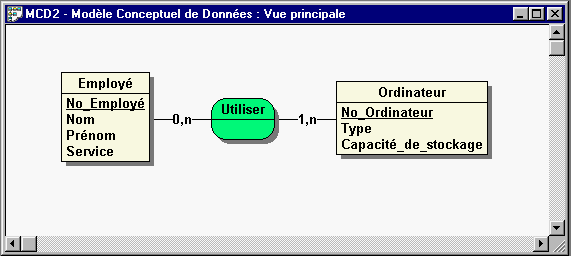 MCD2 - Modèle Conceptuel de Données : Vue principale
Employé
No_Employé
Nom
Prénom
Service
0,n
Utiliser
1,n
Ordinateur
No_Ordinateur
Type
Capacité_de_stockage